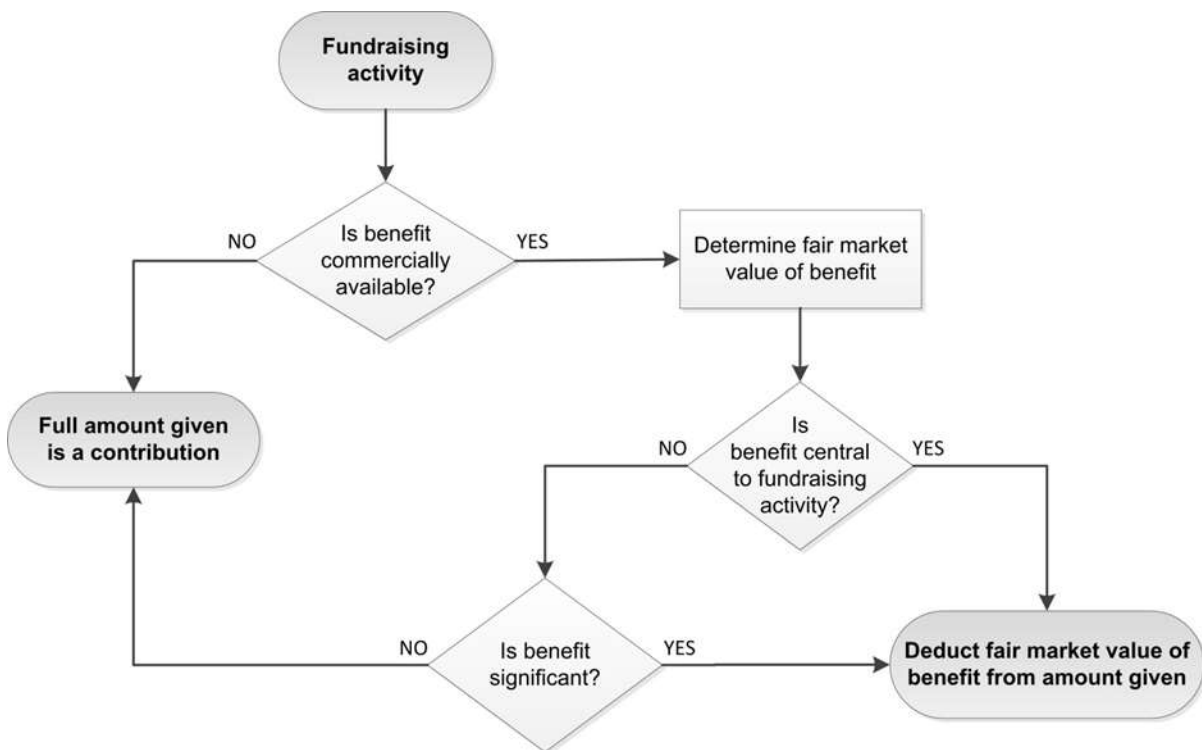 Fundraising
activity
NO
Is benefit
commercially
available?
YES
Determine fair market
value of benefit
Full amount given
is a contribution
NO
Is
benefit central
to fundraising
activity?
YES
NO
Is benefit
significant?
YES
Deduct fair market value of
benefit from amount given